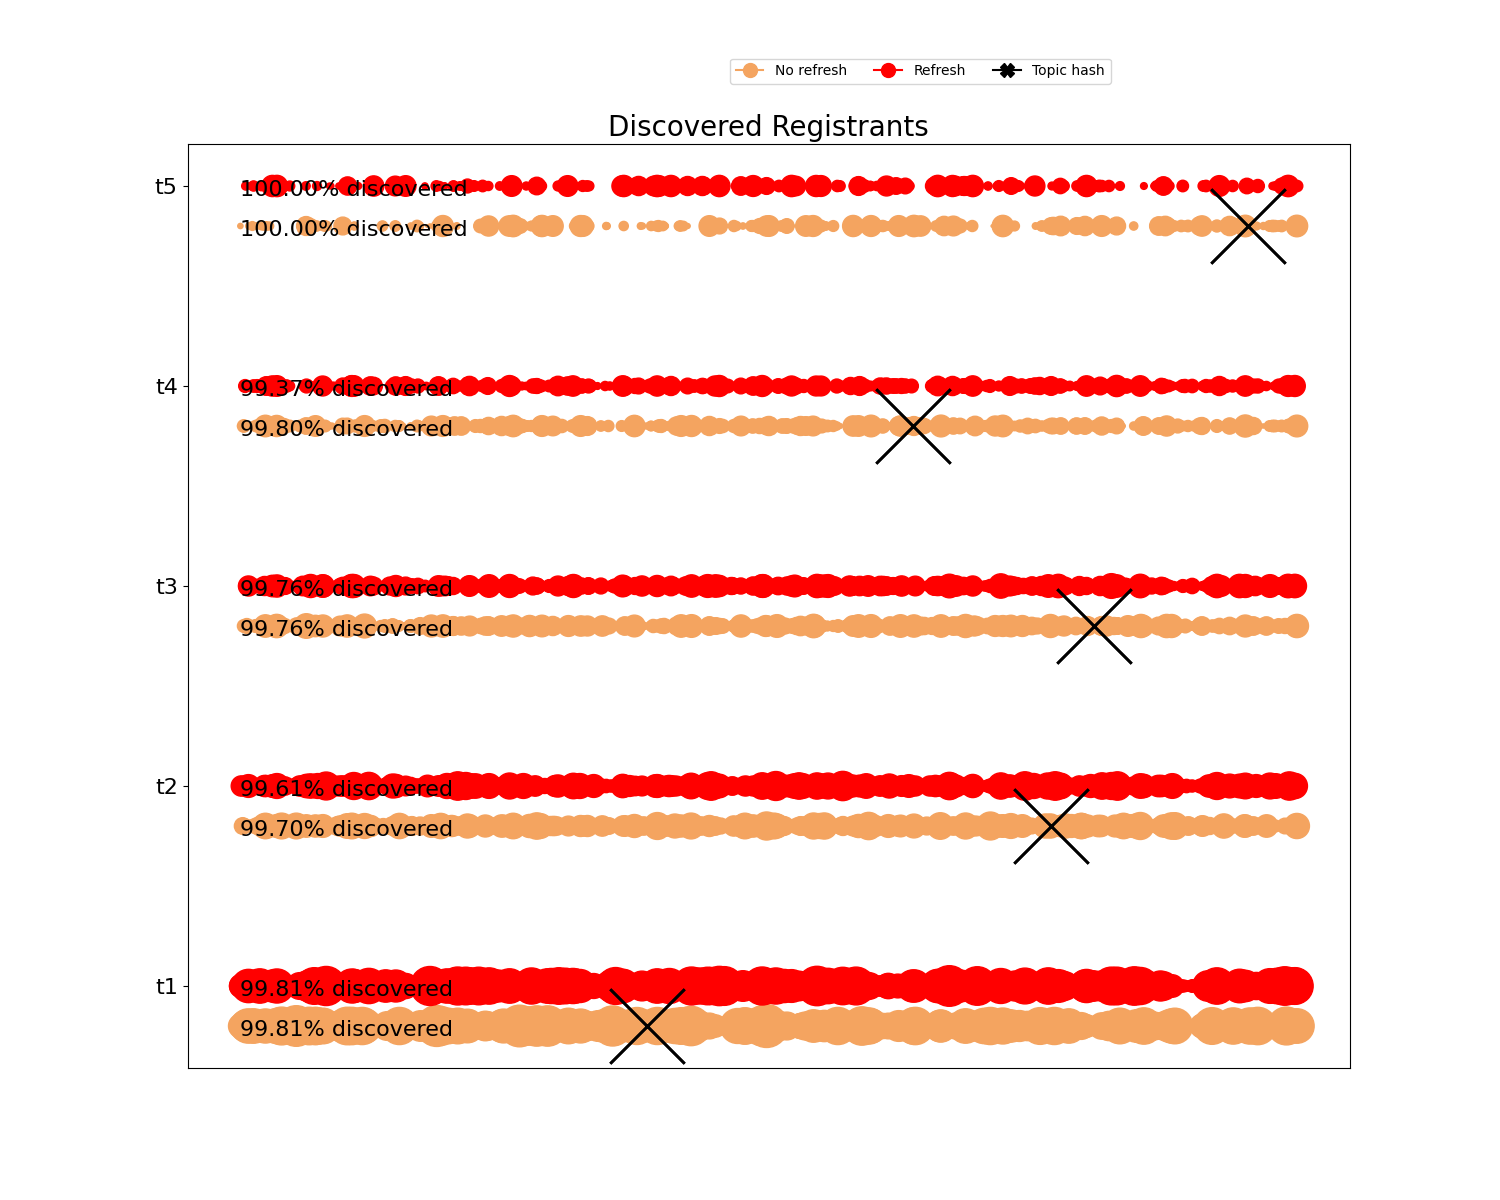 No refresh Refresh Topic hash
Discovered Registrants
t5 100.00% discovered
100.00% discovered
t4 99.37% discovered
99.80% discovered
t3 99.76% discovered
99.76% discovered
t2 99.61% discovered
99.70% discovered
t1 99.81% discovered
99.81% discovered